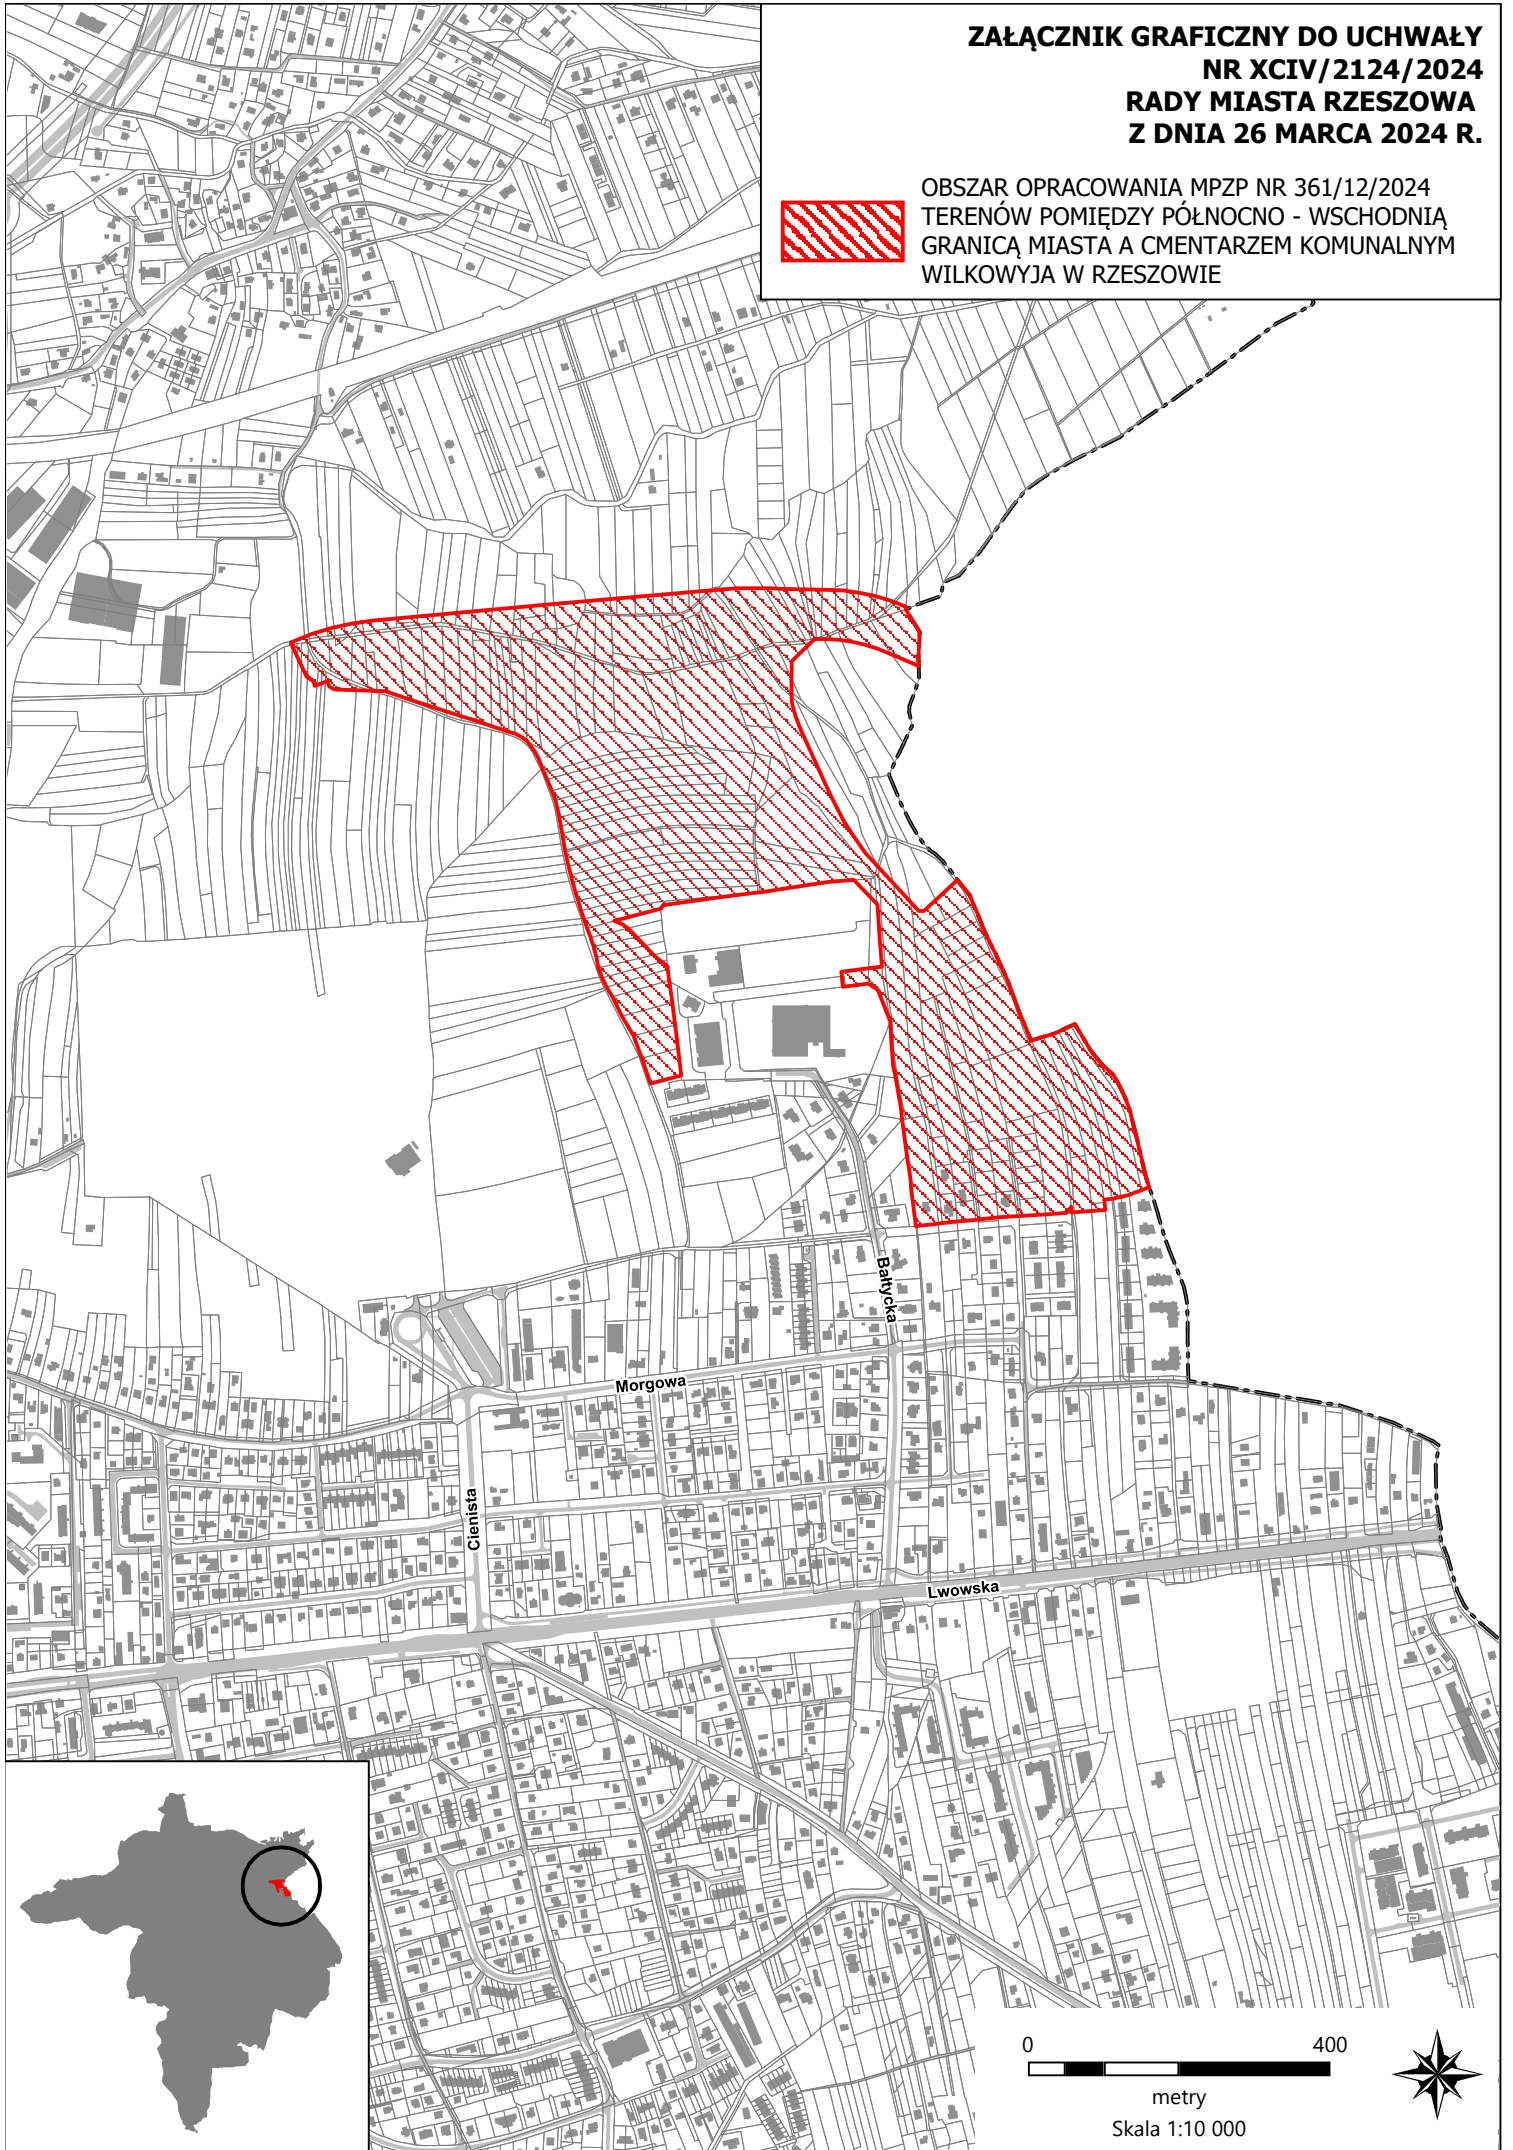 ZAŁĄCZNIK GRAFICZNY DO UCHWAŁY
NR XCIV/2124/2024
RADY MIASTA RZESZOWA
Z DNIA 26 MARCA 2024 R.
OBSZAR OPRACOWANIA MPZP NR 361/12/2024
TERENÓW POMIĘDZY PÓŁNOCNO - WSCHODNIĄ
GRANICĄ MIASTA A CMENTARZEM KOMUNALNYM
WILKOWYJA W RZESZOWIE
Bałtycka
Morgowa
Cienista
Lwowska
0 400
metry
Skala 1:10 000